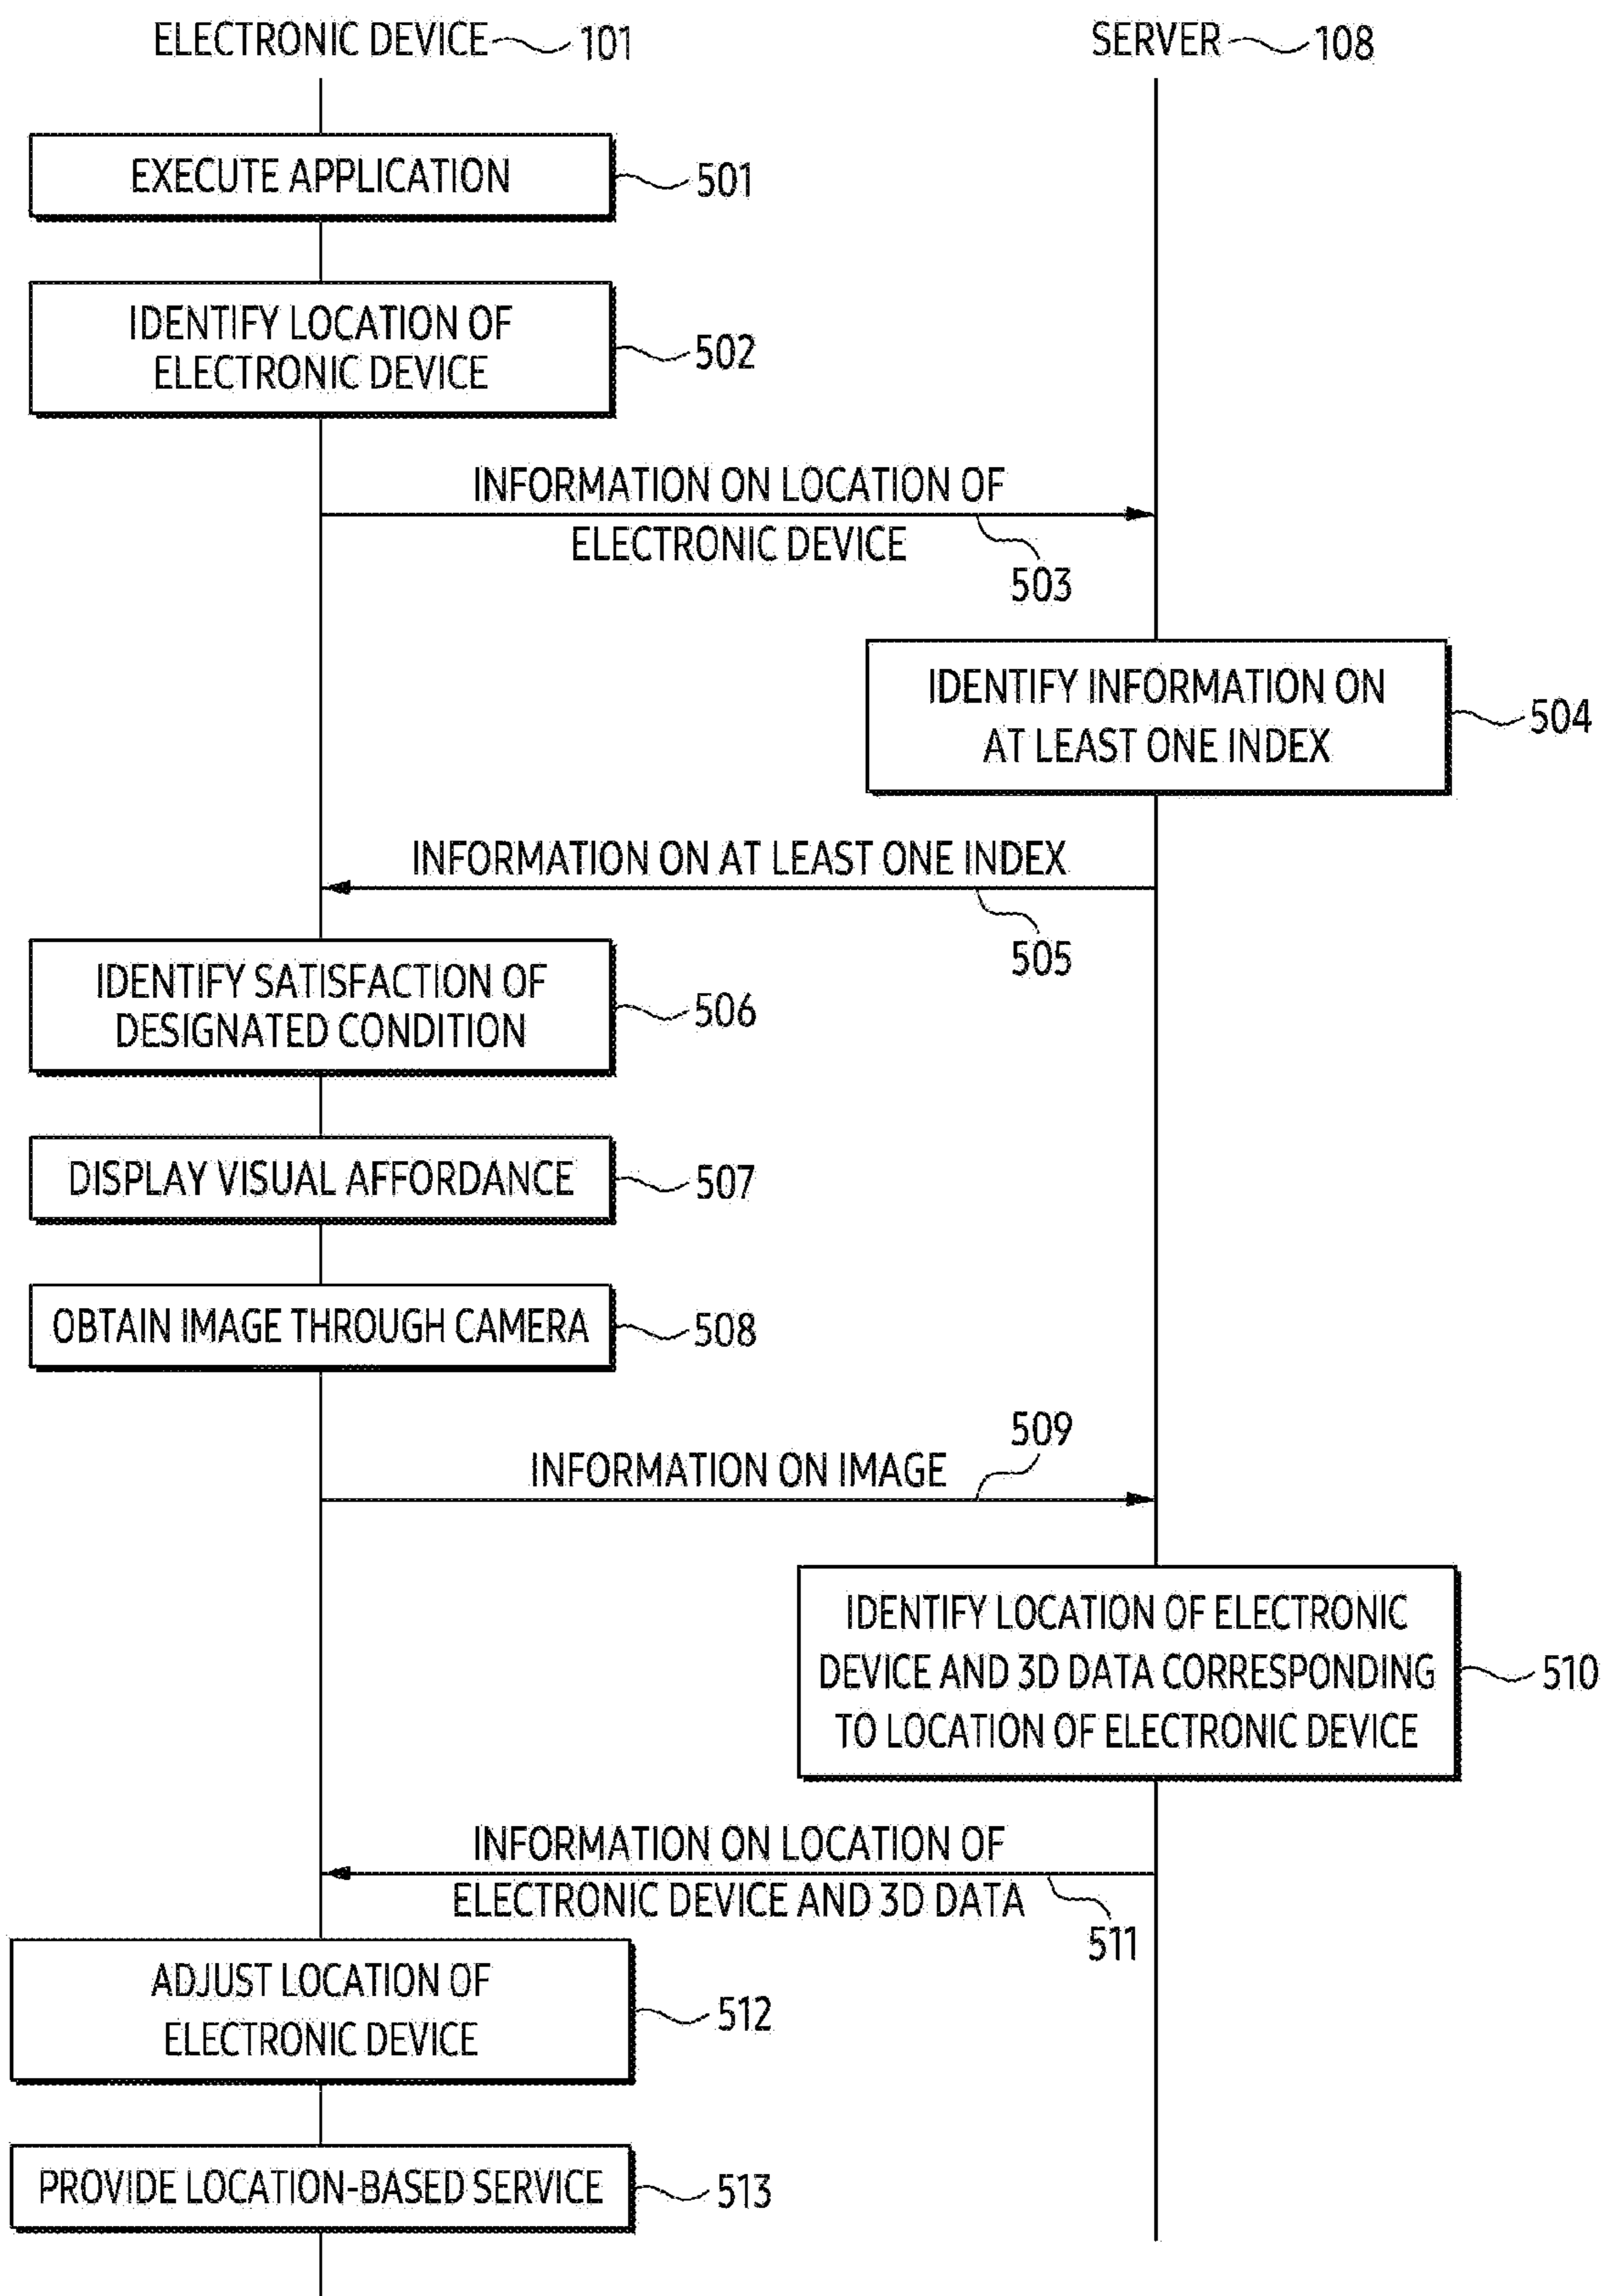 ELECTRONIC DEVICE 101
SERVER 108
EXECUTE APPLICATION
501
IDENTIFY LOCATION OF
ELECTRONIC DEVICE
502
INFORMATION ON LOCATION OF
ELECTRONIC DEVICE
503
IDENTIFY INFORMATION ON
AT LEAST ONE INDEX
504
INFORMATION ON AT LEAST ONE INDEX
505
IDENTIFY SATISFACTION OF
DESIGNATED CONDITION
506
DISPLAY VISUAL AFFORDANCE
507
OBTAIN IMAGE THROUGH CAMERA
508
509
INFORMATION ON IMAGE
IDENTIFY LOCATION OF ELECTRONIC
DEVICE AND 3D DATA CORRESPONDING
TO LOCATION OF ELECTRONIC DEVICE
510
INFORMATION ON LOCATION OF
ELECTRONIC DEVICE AND 3D DATA
511
ADJUST LOCATION OF
ELECTRONIC DEVICE
512
PROVIDE LOCATION-BASED SERVICE
513